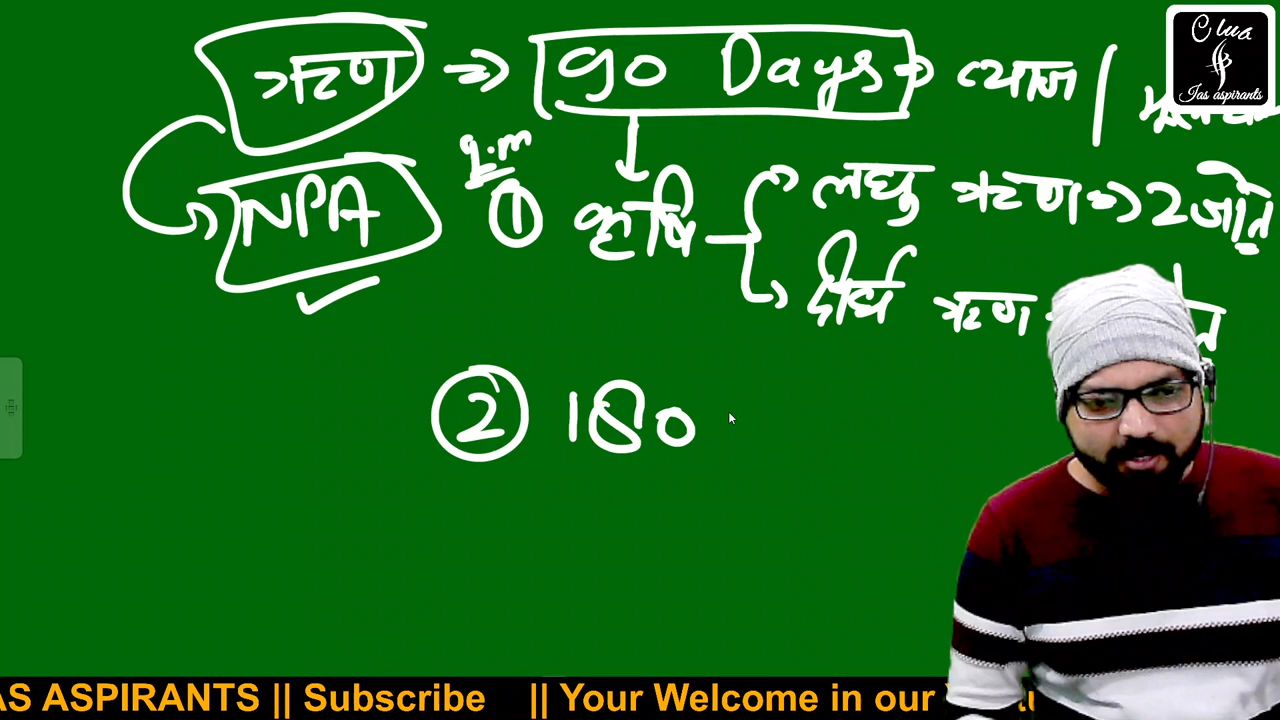 Clua
Ias aspirants
ऋण ⇒ 90 Days ⇒ ब्याज |
NPA
① कृषि
लघु ऋण ⇒ 2 जोत
दीर्घ ऋण
② 180
AS ASPIRANTS || Subscribe || Your Welcome in our